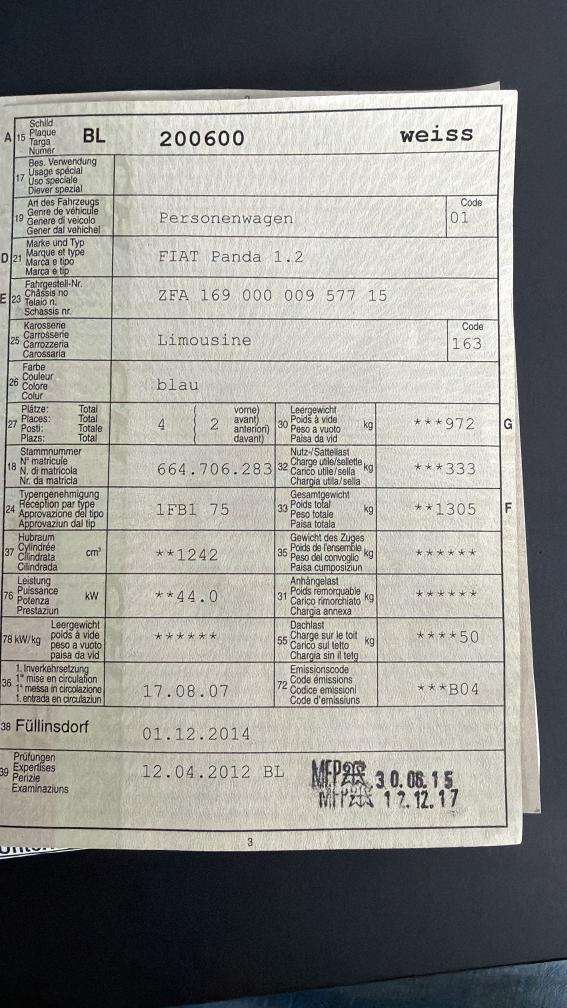 A 15 Schild Plaque Targa Numer BL 200600 weiss
17 Bes. Verwendung
Usage spécial
Uso speciale
Diever spezial
19 Art des Fahrzeugs
Genre de véhicule
Genere di veicolo
Gener dal vehichel
Personenwagen
Code
01
D 21 Marke und Typ
Marque et type
Marca e tipo
Marca e tip
FIAT Panda 1.2
E 23 Fahrgestell-Nr.
Châssis no
Telaio n.
Schassis nr.
ZFA 169 000 009 577 15
25 Karosserie
Carrosserie
Carrozzeria
Carossaria
Limousine
Code
163
26 Farbe
Couleur
Colore
Colur
blau
27 Plätze: Total
Places: Total
Posti: Totale
Plazs: Total
4 ( 2 vorne)
avant)
anteriori)
davant)
30 Leergewicht
Poids à vide
Peso a vuoto
Paisa da vid
kg
***972 G
18 Stammnummer
N° matricule
N. di matricola
Nr. da matricla
664.706.283
32 Nutz-/Sattellast
Charge utile/sellette
Carico utile/sella
Chargia utila/sella
kg
***333
24 Typengenehmigung
Réception par type
Approvazione del tipo
Approvaziun dal tip
1FB1 75
33 Gesamtgewicht
Poids total
Peso totale
Paisa totala
kg
**1305 F
37 Hubraum
Cylindrée
Cilindrata
Cilindrada
cm³
**1242
35 Gewicht des Zuges
Poids de l'ensemble
Peso del convoglio
Paisa cumposiziun
kg
******
76 Leistung
Puissance
Potenza
Prestaziun
kW
**44.0
31 Anhängelast
Poids remorquable
Carico rimorchiato
Chargia annexa
kg
******
78 kW/kg Leergewicht
poids à vide
peso a vuoto
paisa da vid
******
55 Dachlast
Charge sur le toit
Carico sul tetto
Chargia sin il tetg
kg
****50
36 1. Inverkehrsetzung
1re mise en circulation
1a messa in circolazione
1. entrada en circulaziun
17.08.07
72 Emissionscode
Code émissions
Codice emissioni
Code d'emissiuns
***B04
38 Füllinsdorf 01.12.2014
39 Prüfungen
Expertises
Perizie
Examinaziuns
12.04.2012 BL
MFP 30.06.15
MFP 12.12.17
3